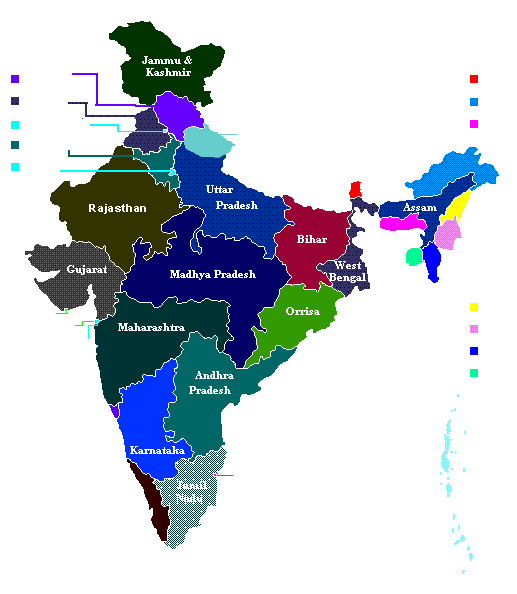 Jammu &
Kashmir
Uttar
Pradesh
Rajasthan
Assam
Bihar
West
Bengal
Gujarat
Madhya Pradesh
Orrisa
Maharashtra
Andhra
Pradesh
Karnataka
Tamil
Nadu